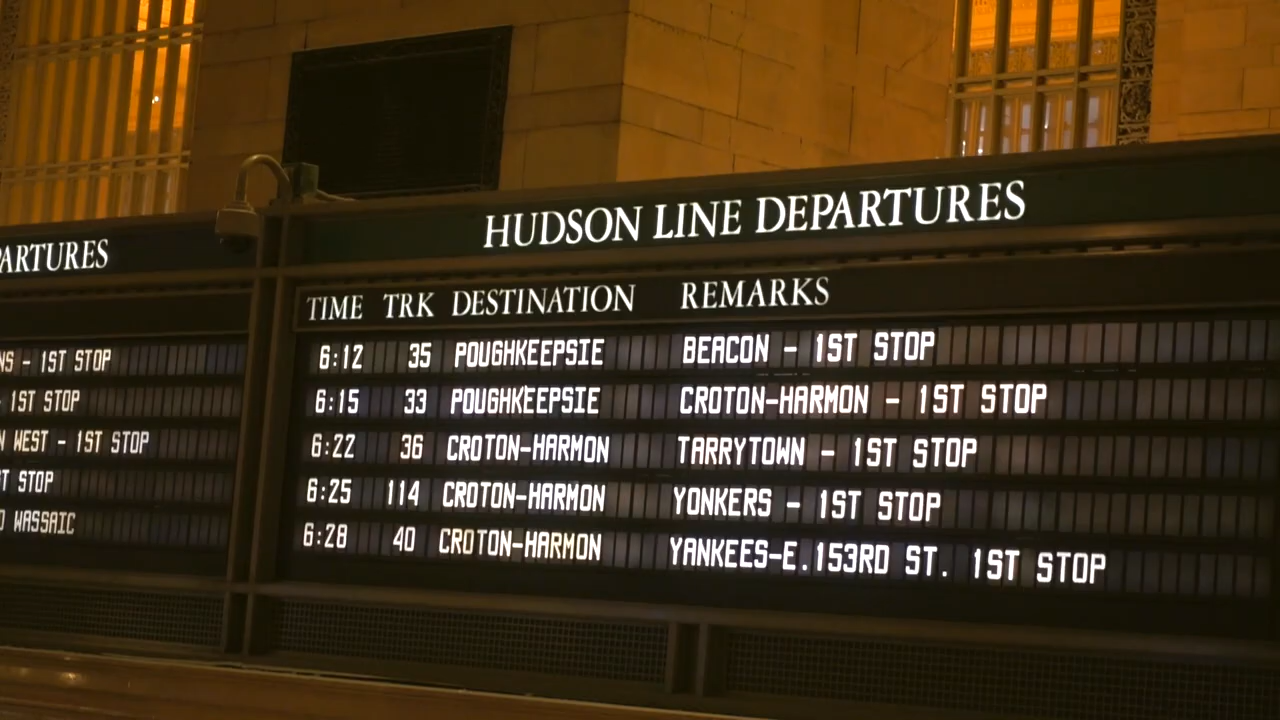 ARTURES
- 1ST STOP
- 1ST STOP
WEST - 1ST STOP
STOP
WASSAIC
HUDSON LINE DEPARTURES
TIME TRK DESTINATION REMARKS
6:12 35 POUGHKEEPSIE BEACON - 1ST STOP
6:15 33 POUGHKEEPSIE CROTON-HARMON - 1ST STOP
6:22 36 CROTON-HARMON TARRYTOWN - 1ST STOP
6:25 114 CROTON-HARMON YONKERS - 1ST STOP
6:28 40 CROTON-HARMON YANKEES-E.153RD ST. 1ST STOP